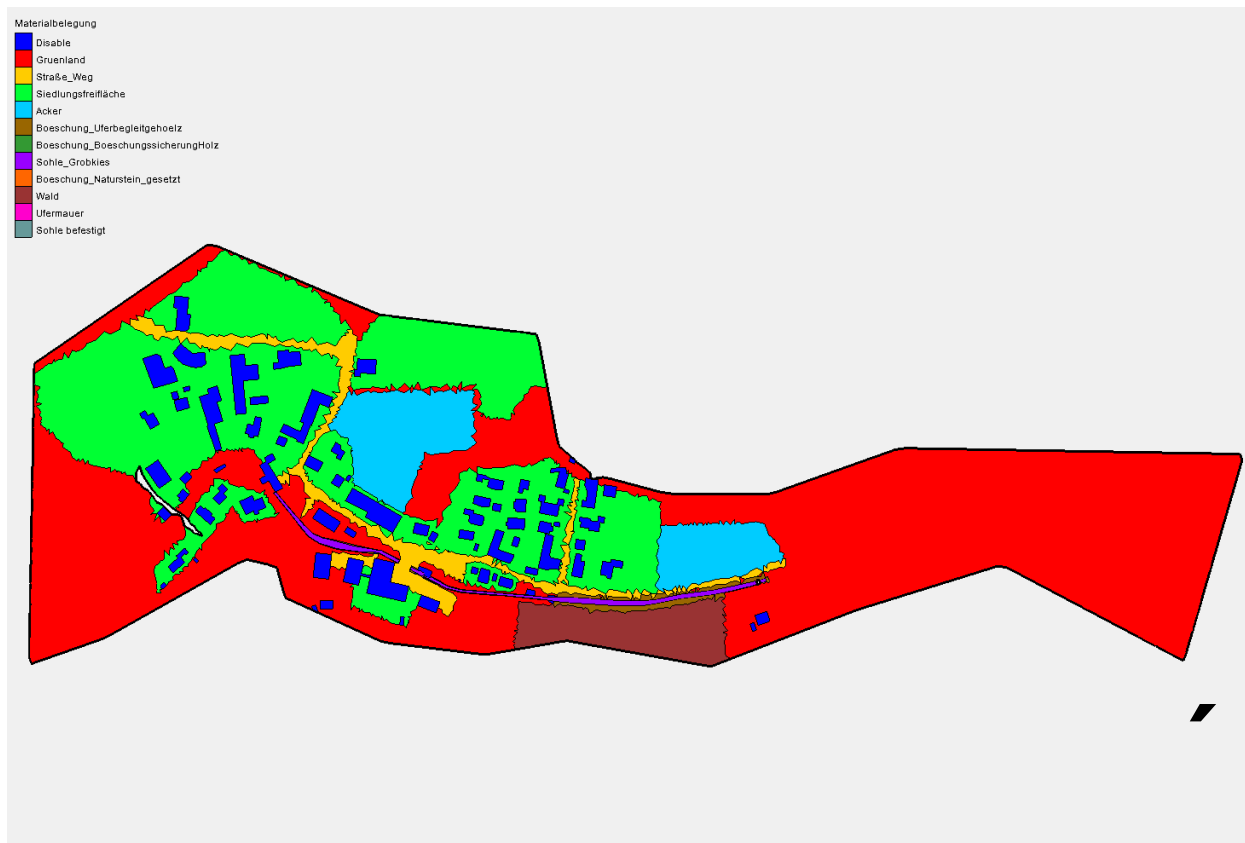 Materialbelegung
Disable
Gruenland
Straße_Weg
Siedlungsfreifläche
Acker
Boeschung_Uferbegleitgehoelz
Boeschung_BoeschungssicherungHolz
Sohle_Grobkies
Boeschung_Naturstein_gesetzt
Wald
Ufermauer
Sohle befestigt